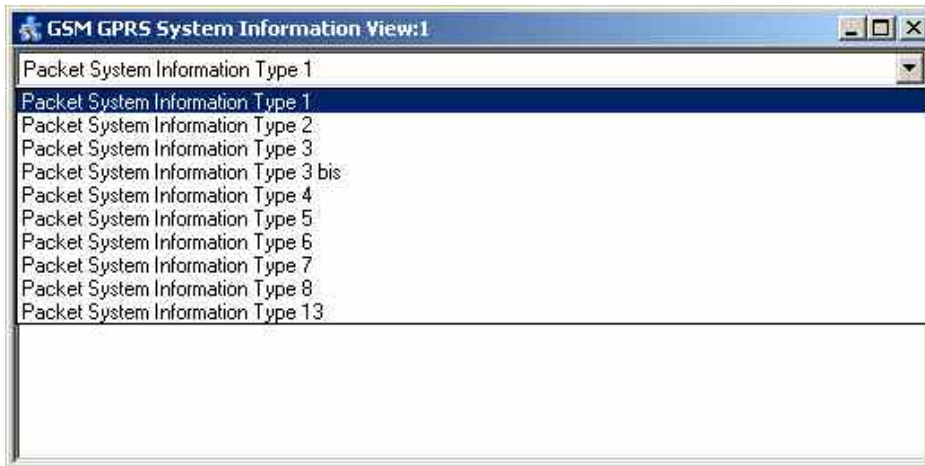 GSM GPRS System Information View:1
Packet System Information Type 1
Packet System Information Type 1
Packet System Information Type 2
Packet System Information Type 3
Packet System Information Type 3 bis
Packet System Information Type 4
Packet System Information Type 5
Packet System Information Type 6
Packet System Information Type 7
Packet System Information Type 8
Packet System Information Type 13